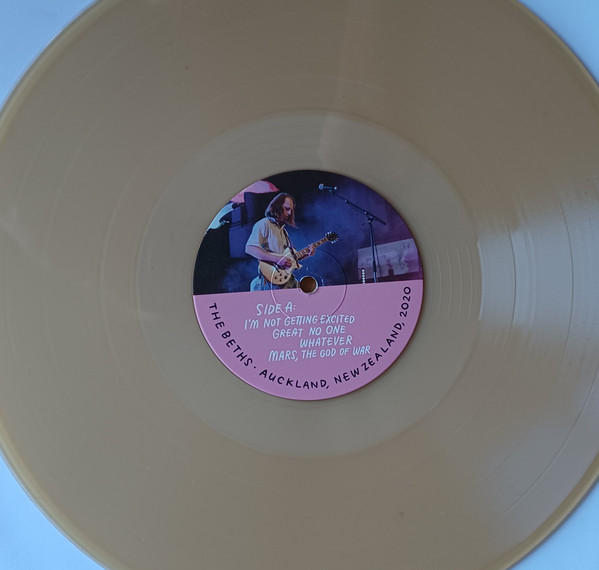 SIDE A:
I'M NOT GETTING EXCITED
GREAT NO ONE
WHATEVER
MARS, THE GOD OF WAR
THE BETHS · AUCKLAND, NEW ZEALAND, 2020